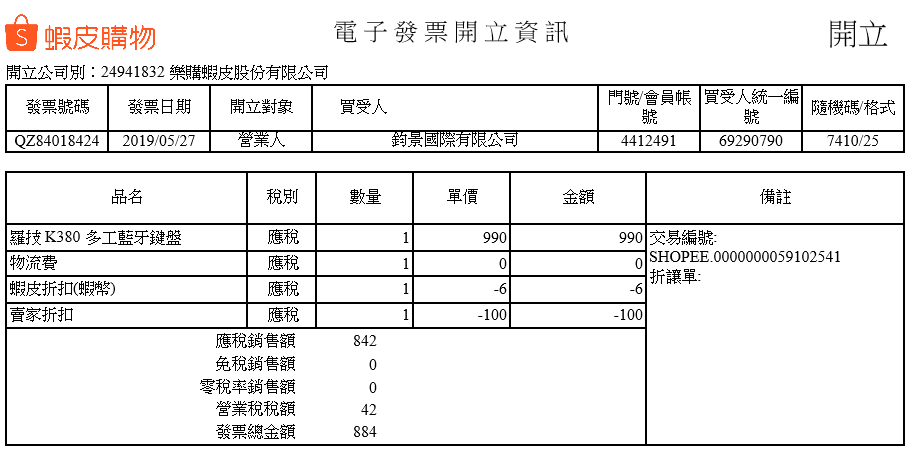 蝦皮購物
電子發票開立資訊
開立
開立公司別：24941832 樂購蝦皮股份有限公司
發票號碼 發票日期 開立對象 買受人 門號/會員帳號 買受人統一編號 隨機碼/格式
QZ84018424 2019/05/27 營業人 鈞景國際有限公司 4412491 69290790 7410/25
品名 稅別 數量 單價 金額 備註
羅技 K380 多工藍牙鍵盤 應稅 1 990 990 交易編號:
SHOPEE.0000000059102541
物流費 應稅 1 0 0 折讓單:
蝦皮折扣(蝦幣) 應稅 1 -6 -6
賣家折扣 應稅 1 -100 -100
應稅銷售額 842
免稅銷售額 0
零稅率銷售額 0
營業稅稅額 42
發票總金額 884